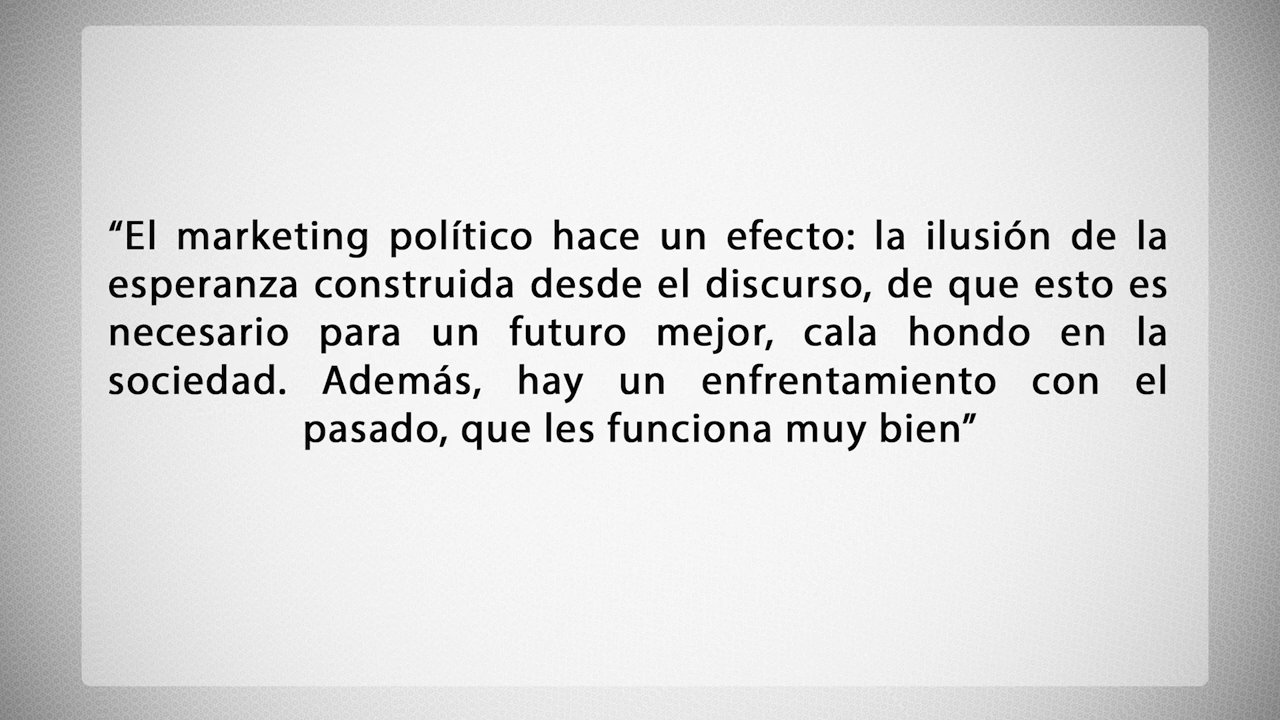 “El marketing político hace un efecto: la ilusión de la
esperanza construida desde el discurso, de que esto es
necesario para un futuro mejor, cala hondo en la
sociedad. Además, hay un enfrentamiento con el
pasado, que les funciona muy bien”